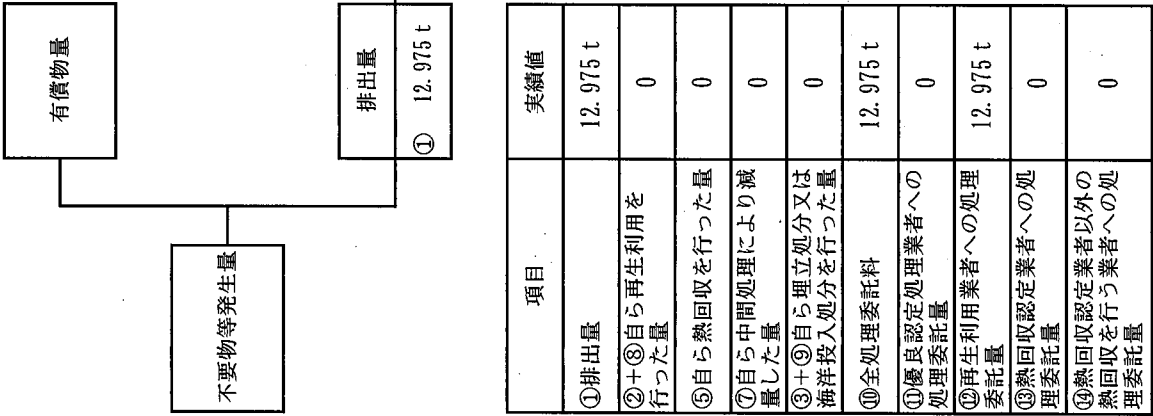 有償物量
不要物等発生量
排出量
① 12.975 t
項目
実績値
①排出量
12.975 t
②+⑧自ら再生利用を
行った量
0
⑤自ら熱回収を行った量
0
⑦自ら中間処理により減
量した量
0
③+⑨自ら埋立処分又は
海洋投入処分を行った量
0
⑩全処理委託料
12.975 t
⑪優良認定処理業者への
処理委託量
0
⑫再生利用業者への処理
委託量
12.975 t
⑬熱回収認定業者への処
理委託量
0
⑭熱回収認定業者以外の
熱回収を行う業者への処
理委託量
0